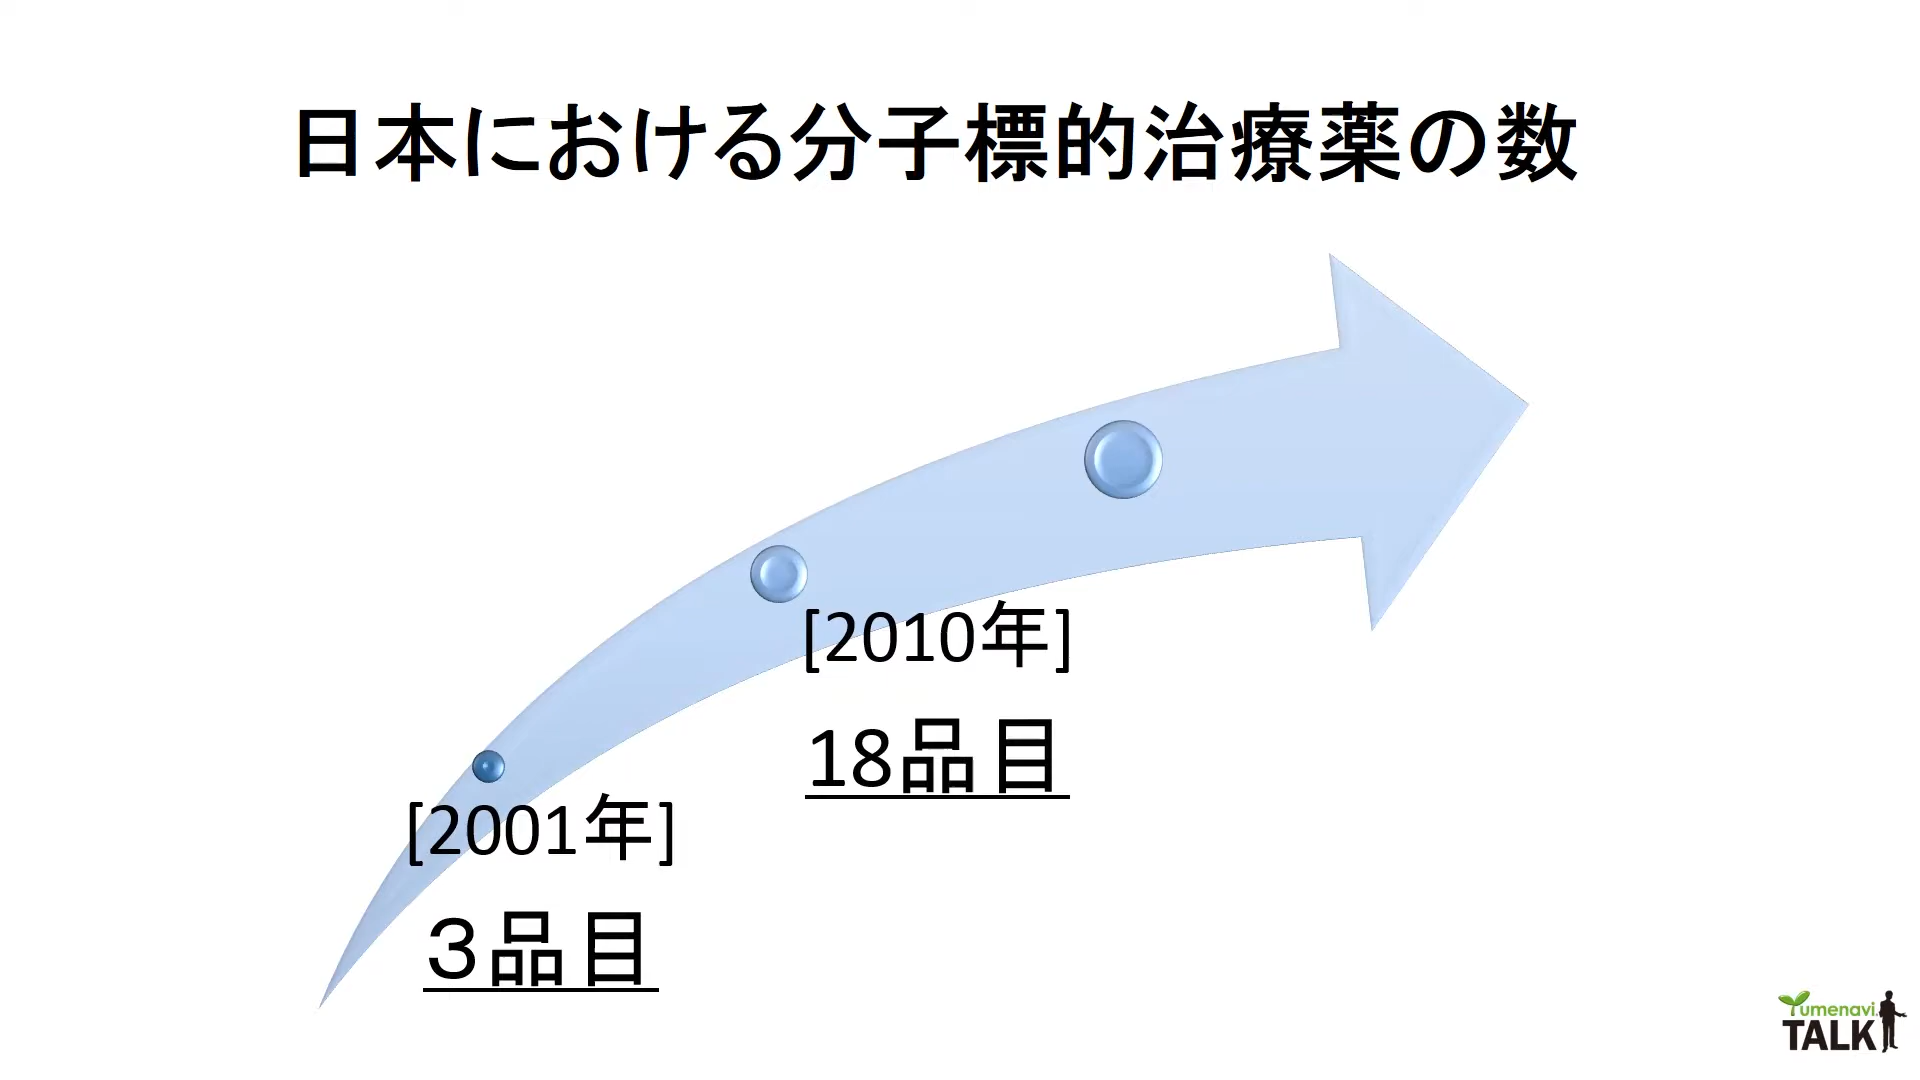 日本における分子標的治療薬の数
[2010年]
18品目
[2001年]
３品目
Yumenavi
TALK